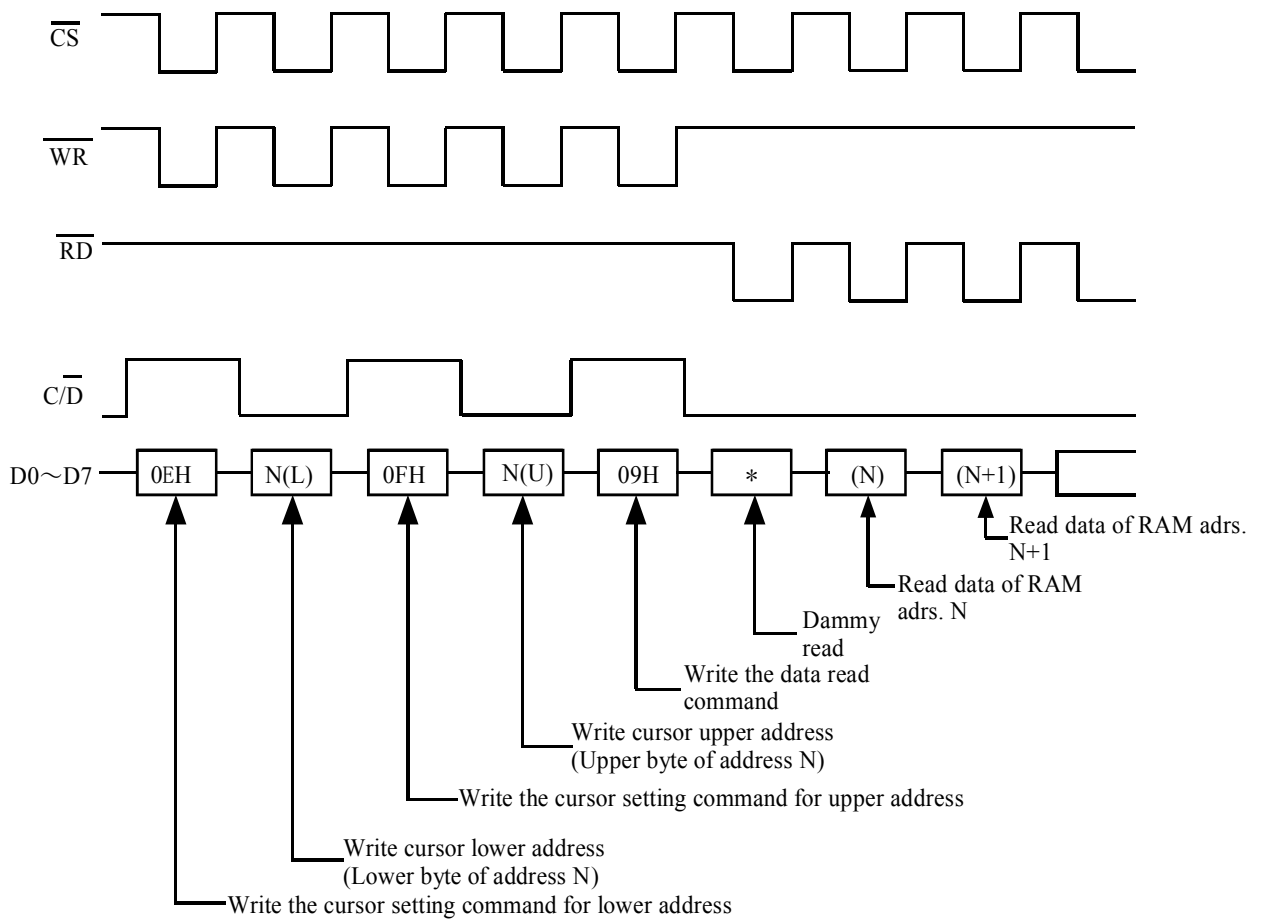 CS
WR
RD
C/D
D0～D7 0EH N(L) 0FH N(U) 09H * (N) (N+1)
Read data of RAM adrs.
N+1
Read data of RAM
adrs. N
Dammy
read
Write the data read
command
Write cursor upper address
(Upper byte of address N)
Write the cursor setting command for upper address
Write cursor lower address
(Lower byte of address N)
Write the cursor setting command for lower address